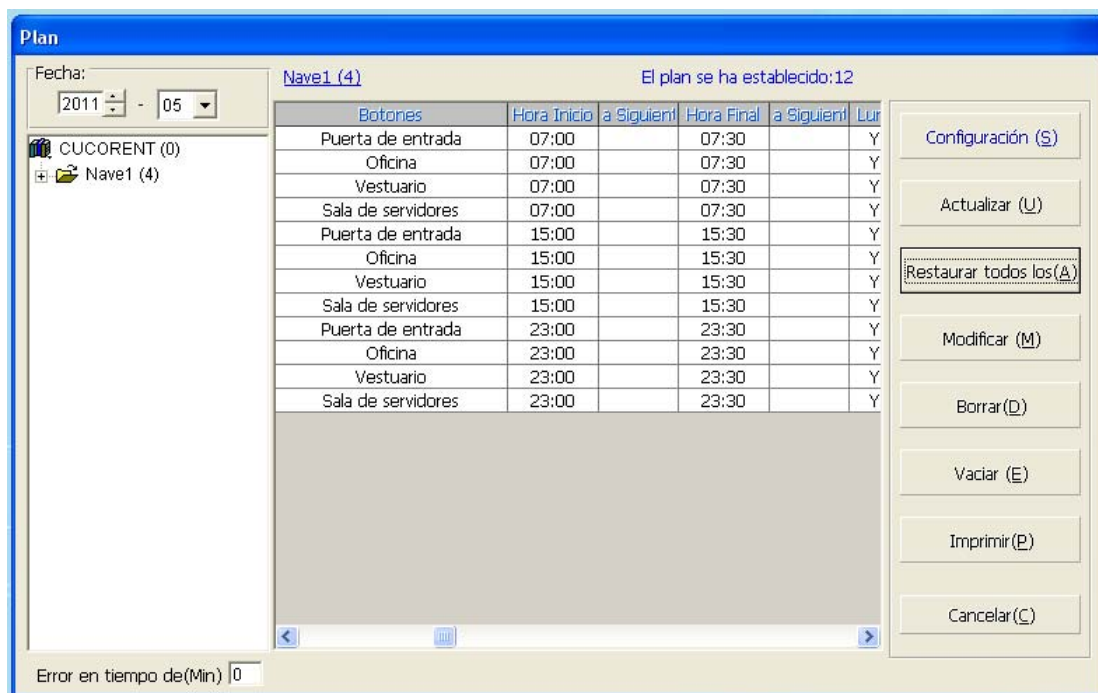 Plan
Fecha:
2011 - 05
CUCORENT (0)
Nave1 (4)
Nave1 (4) El plan se ha establecido:12
Botones Hora Inicio a Siguient Hora Final a Siguient Lur
Puerta de entrada 07:00 07:30 Y
Oficina 07:00 07:30 Y
Vestuario 07:00 07:30 Y
Sala de servidores 07:00 07:30 Y
Puerta de entrada 15:00 15:30 Y
Oficina 15:00 15:30 Y
Vestuario 15:00 15:30 Y
Sala de servidores 15:00 15:30 Y
Puerta de entrada 23:00 23:30 Y
Oficina 23:00 23:30 Y
Vestuario 23:00 23:30 Y
Sala de servidores 23:00 23:30 Y
Configuración (S)
Actualizar (U)
Restaurar todos los(A)
Modificar (M)
Borrar(D)
Vaciar (E)
Imprimir(P)
Cancelar(C)
Error en tiempo de(Min) 0